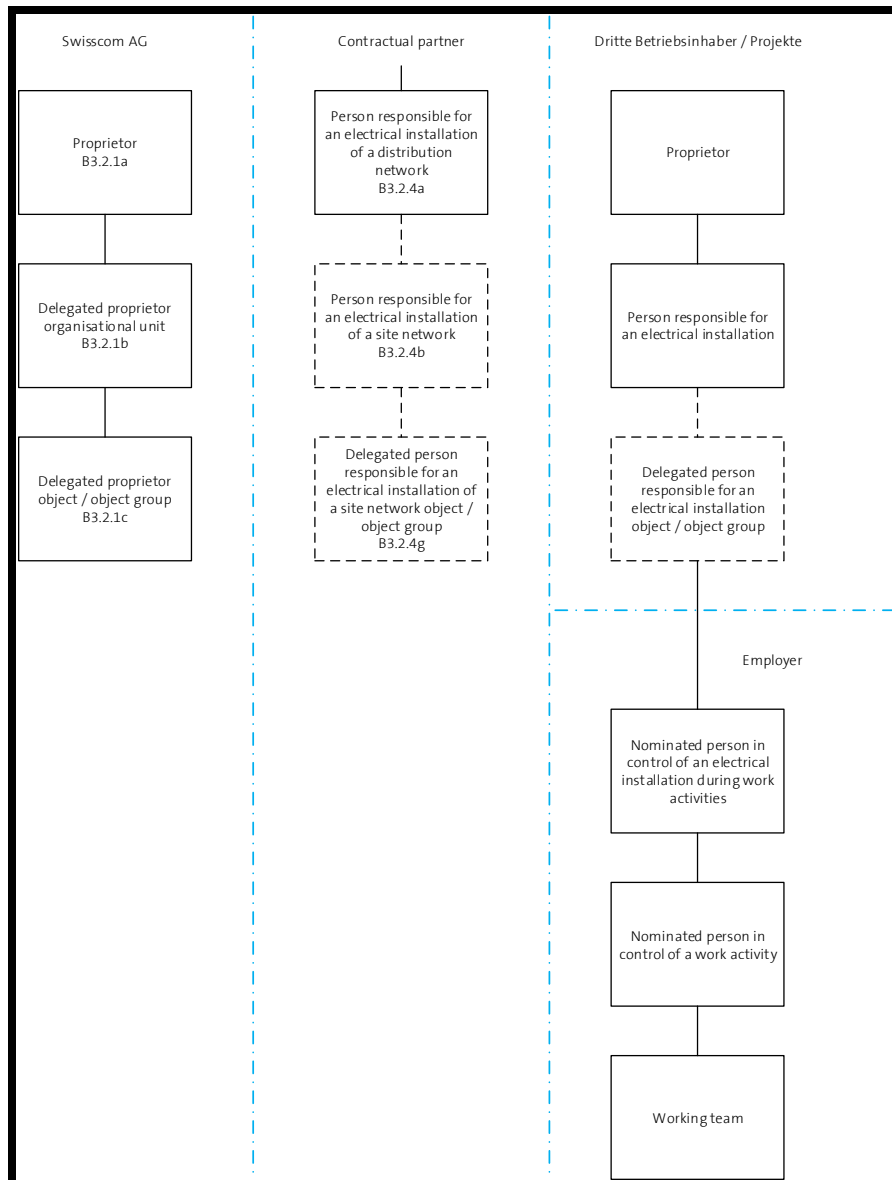 Swisscom AG
Contractual partner
Dritte Betriebsinhaber / Projekte
Proprietor
B3.2.1a
Person responsible for
an electrical installation
of a distribution
network
B3.2.4a
Proprietor
Delegated proprietor
organisational unit
B3.2.1b
Person responsible for
an electrical installation
of a site network
B3.2.4b
Person responsible for
an electrical installation
Delegated proprietor
object / object group
B3.2.1c
Delegated person
responsible for an
electrical installation of
a site network object /
object group
B3.2.4g
Delegated person
responsible for an
electrical installation
object / object group
Employer
Nominated person in
control of an electrical
installation during work
activities
Nominated person in
control of a work activity
Working team